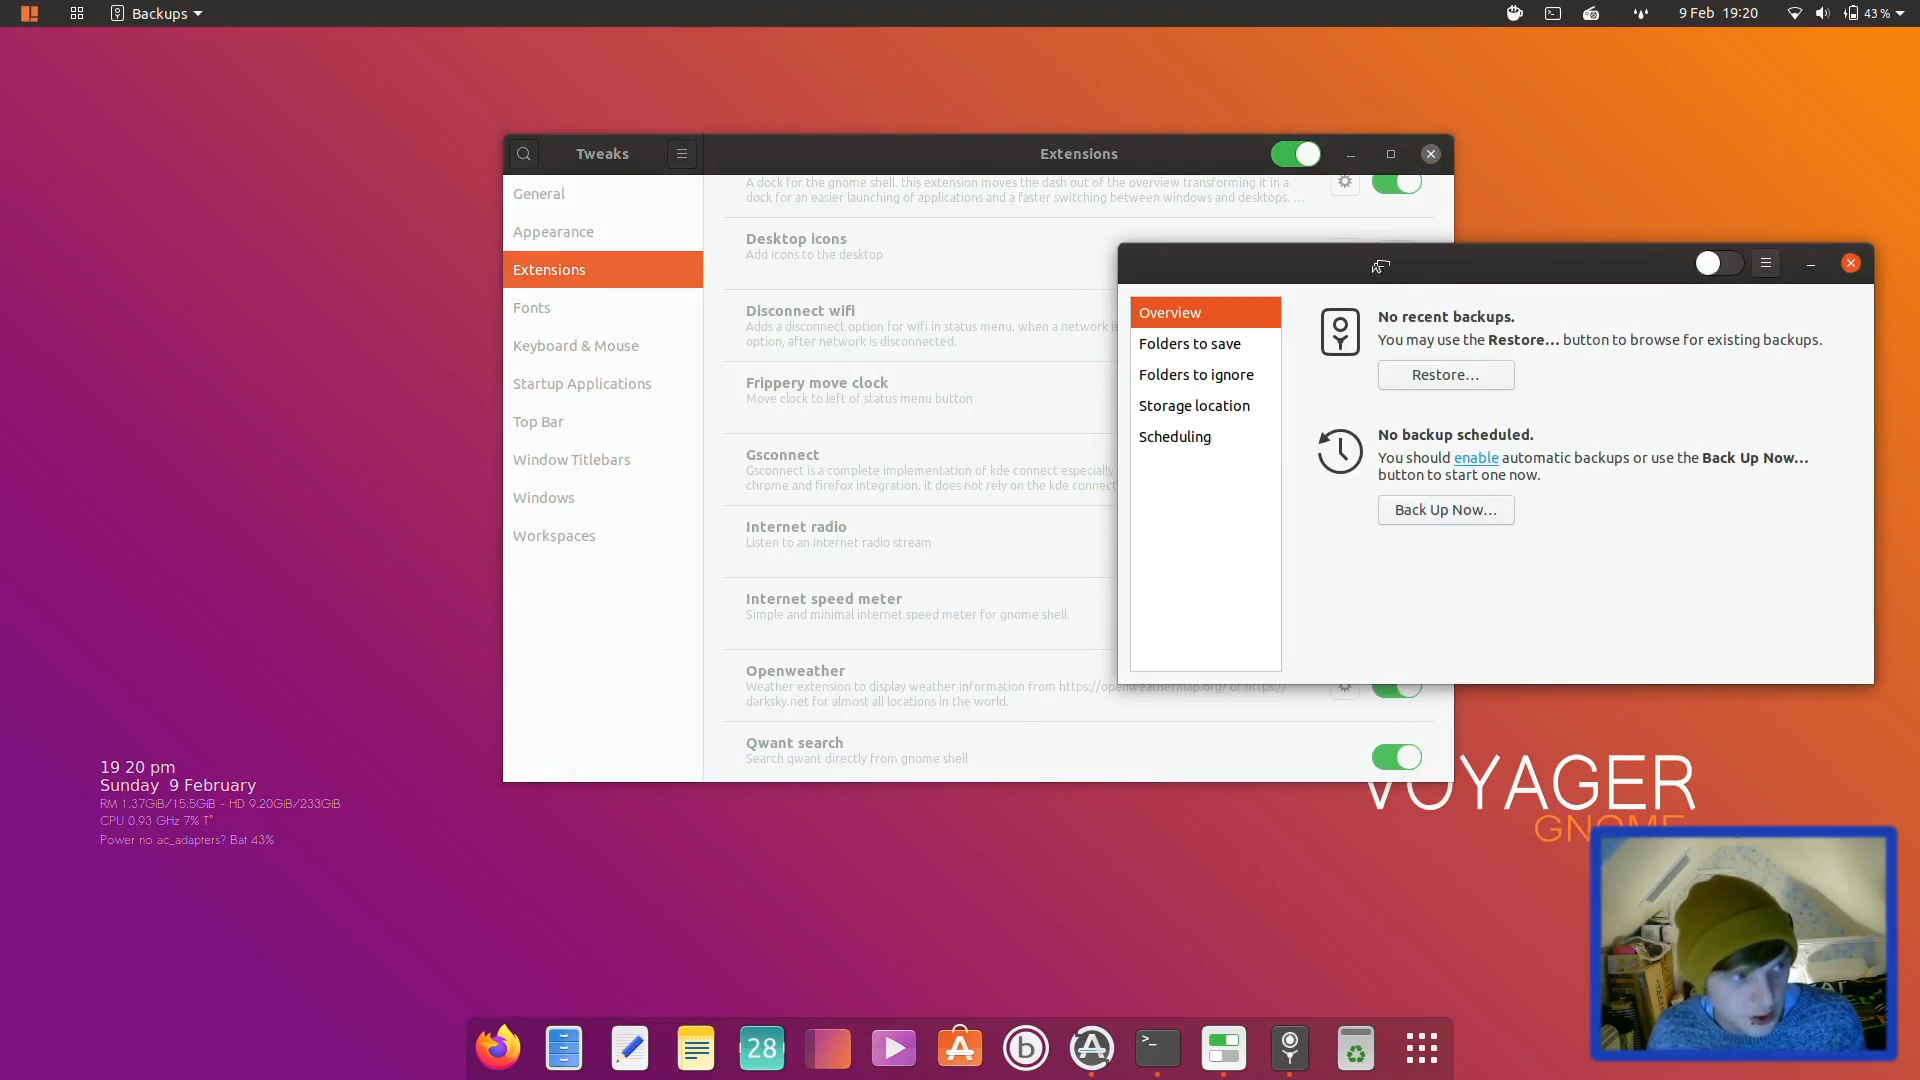 Backups
9 Feb 19:20
43 %
Tweaks
Extensions
General
Appearance
Extensions
Fonts
Keyboard & Mouse
Startup Applications
Top Bar
Window Titlebars
Windows
Workspaces
A dock for the gnome shell. this extension moves the dash out of the overview transforming it in a
dock for an easier launching of applications and a faster switching between windows and desktops. ...
Desktop icons
Add icons to the desktop
Disconnect wifi
Adds a disconnect option for wifi in status menu, when a network is
option, after network is disconnected.
Frippery move clock
Move clock to left of status menu button
Gsconnect
Gsconnect is a complete implementation of kde connect especially
chrome and firefox integration. it does not rely on the kde connect
Internet radio
Listen to an internet radio stream
Internet speed meter
Simple and minimal internet speed meter for gnome shell.
Openweather
Weather extension to display weather information from https://openweathermap.org/ or https://
darksky.net for almost all locations in the world.
Qwant search
Search qwant directly from gnome shell
Overview
Folders to save
Folders to ignore
Storage location
Scheduling
No recent backups.
You may use the Restore... button to browse for existing backups.
Restore...
No backup scheduled.
You should enable automatic backups or use the Back Up Now...
button to start one now.
Back Up Now...
19 20 pm
Sunday 9 February
RM 1.37GiB/15.5GiB - HD 9.20GiB/233GiB
CPU 0.93 GHz 7% T°
Power no ac_adapters? Bat 43%
VOYAGER
GNOME
28
b
>_